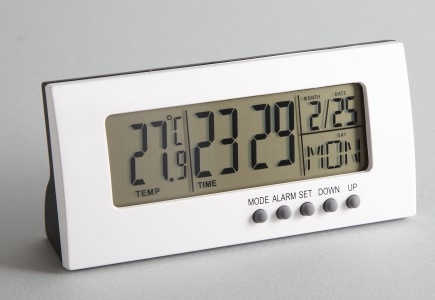 27.9°C
TEMP
23 29
TIME
MONTH DATE
2/25
DAY
MON
MODE ALARM SET DOWN UP